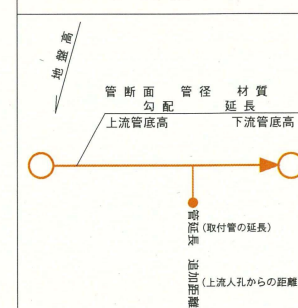 地盤高
管断面 管径 材質
勾配 延長
上流管底高 下流管底高
管延長 (取付管の延長)
追加距離 (上流人孔からの距離